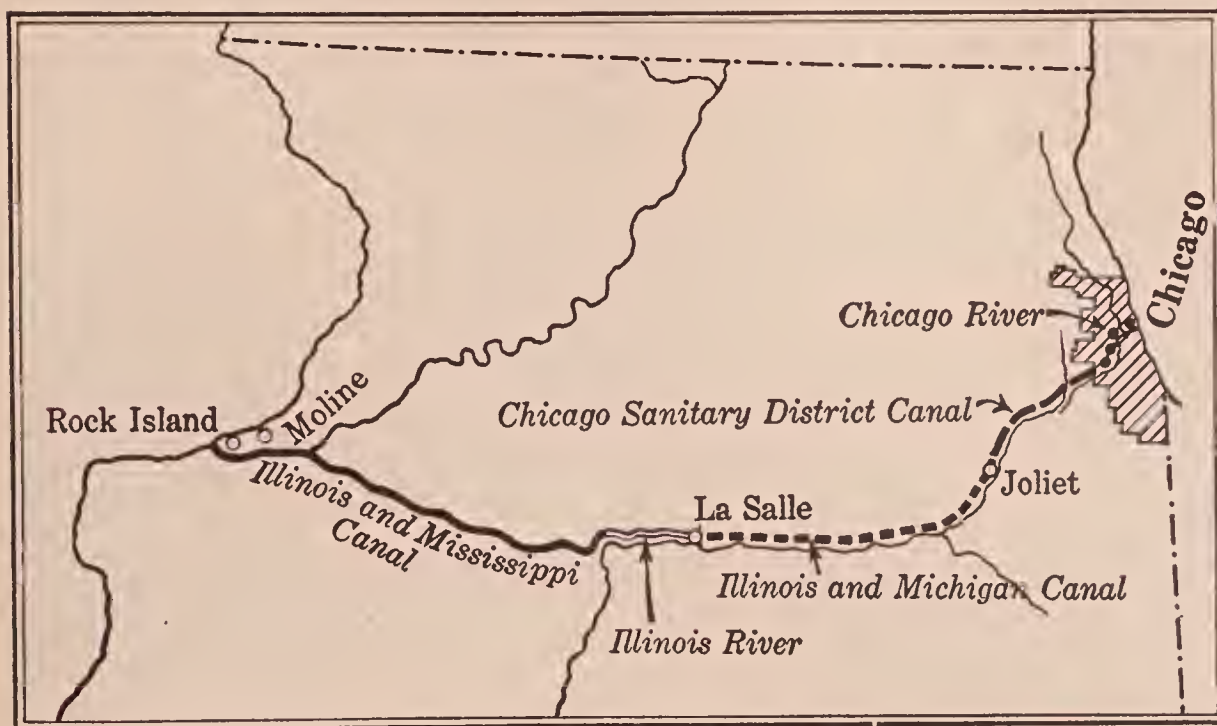 Chicago
Chicago River
Rock Island
Moline
Chicago Sanitary District Canal
Joliet
Illinois and Mississippi
Canal
La Salle
Illinois and Michigan Canal
Illinois River